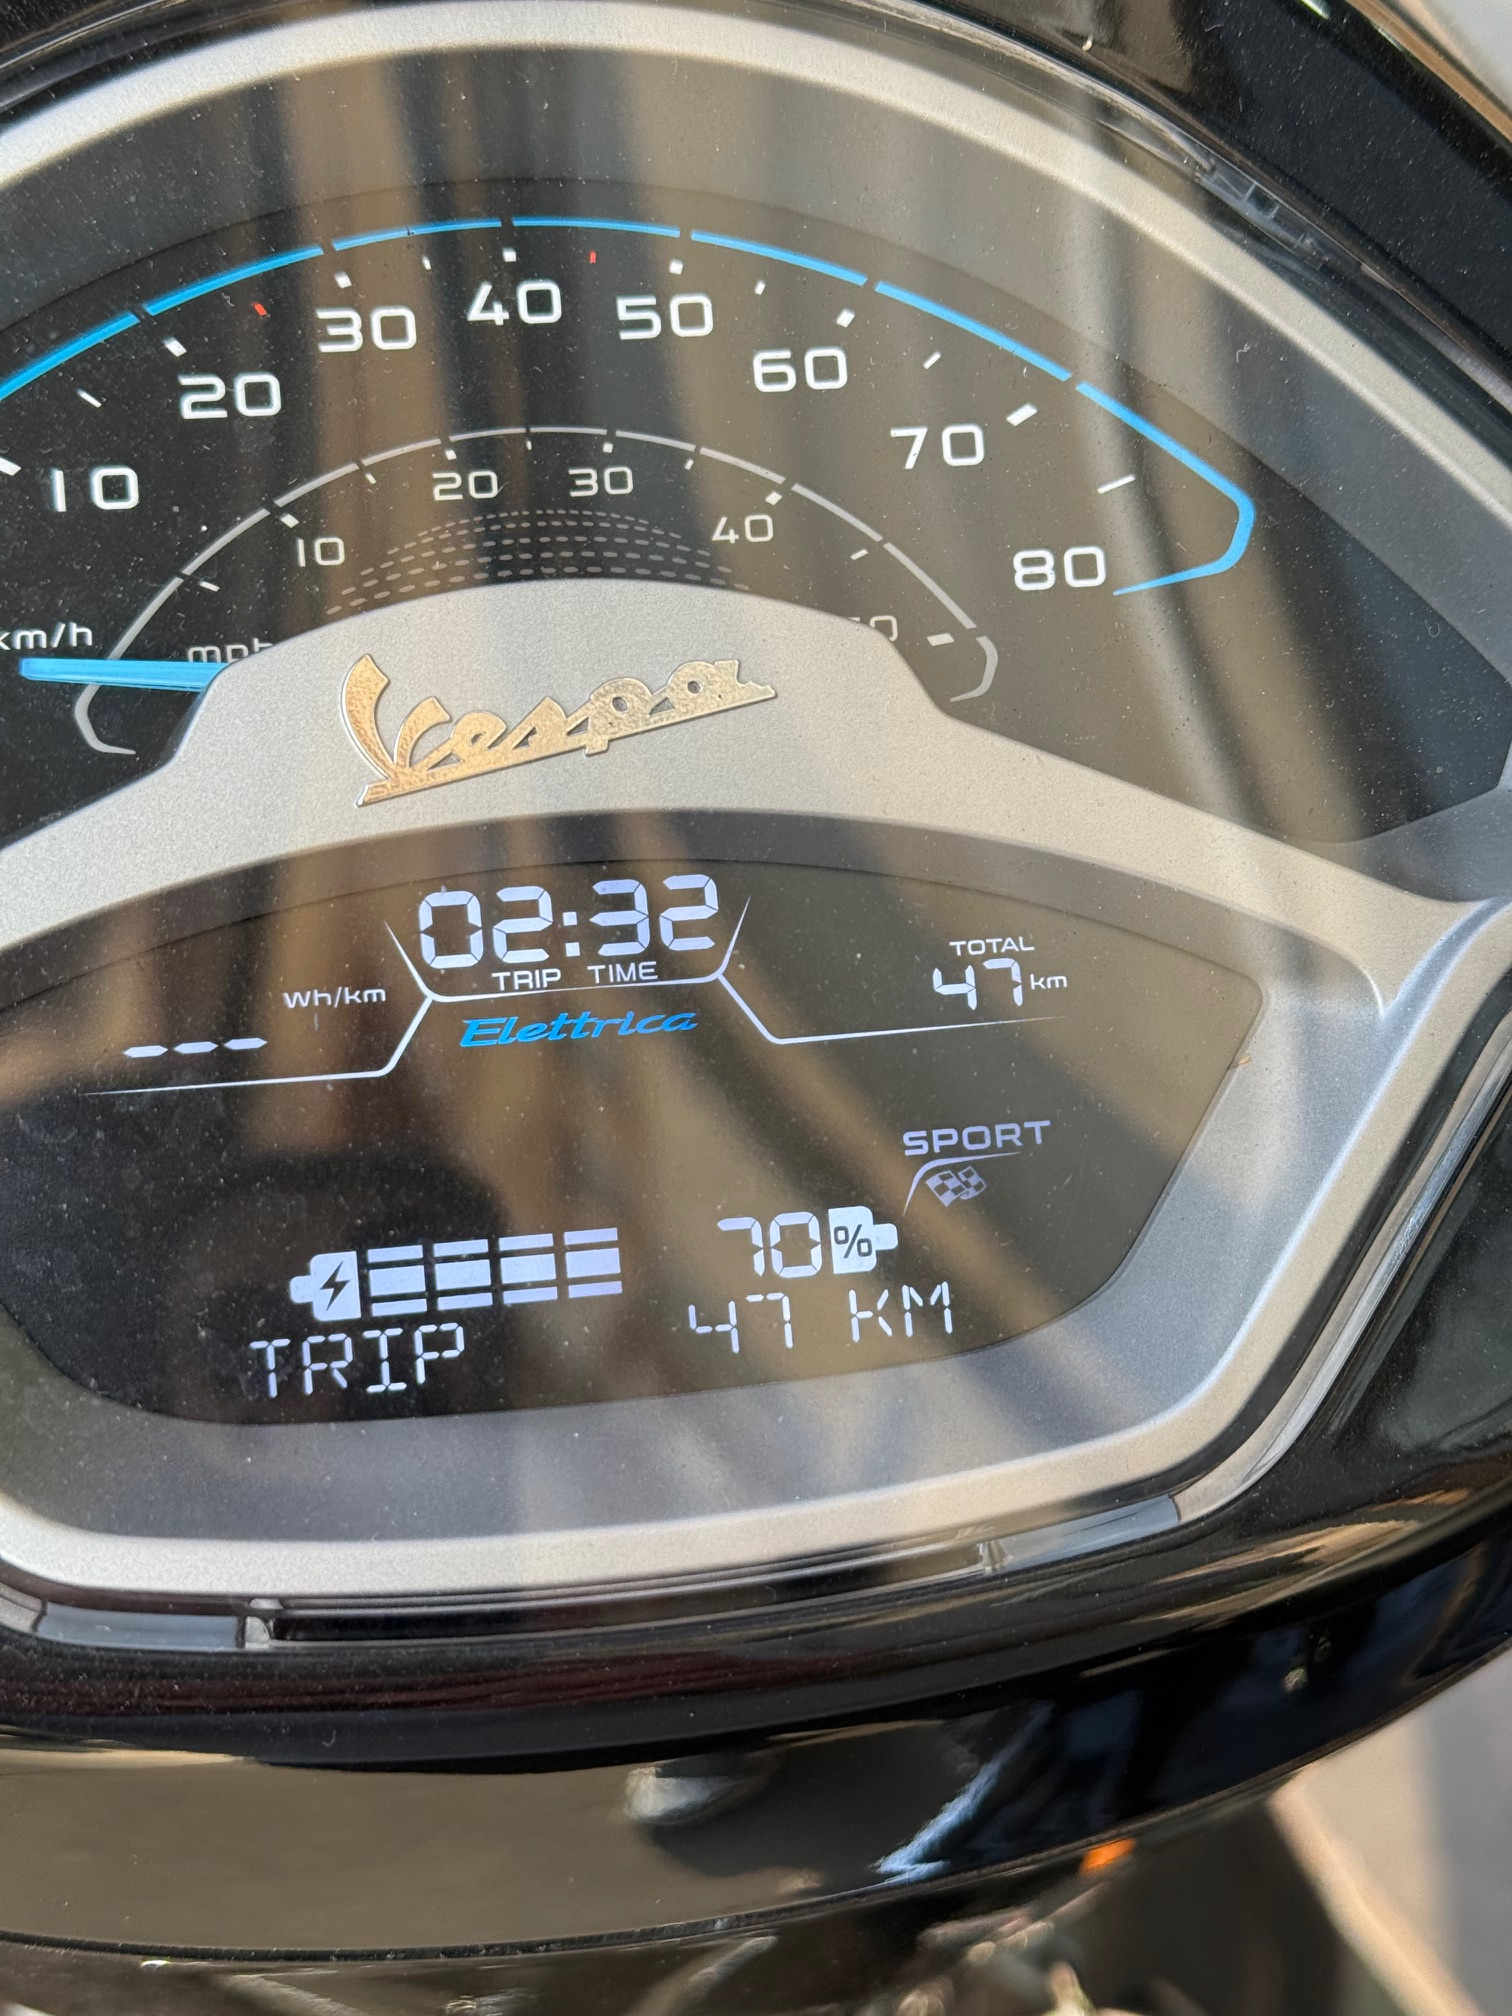 10 20 30 40 50 60 70 80
km/h
10 20 30 40
mph
Vespa
02:32
TRIP TIME
Wh/km
---
TOTAL
47 km
Elettrica
SPORT
70%
TRIP 47 KM